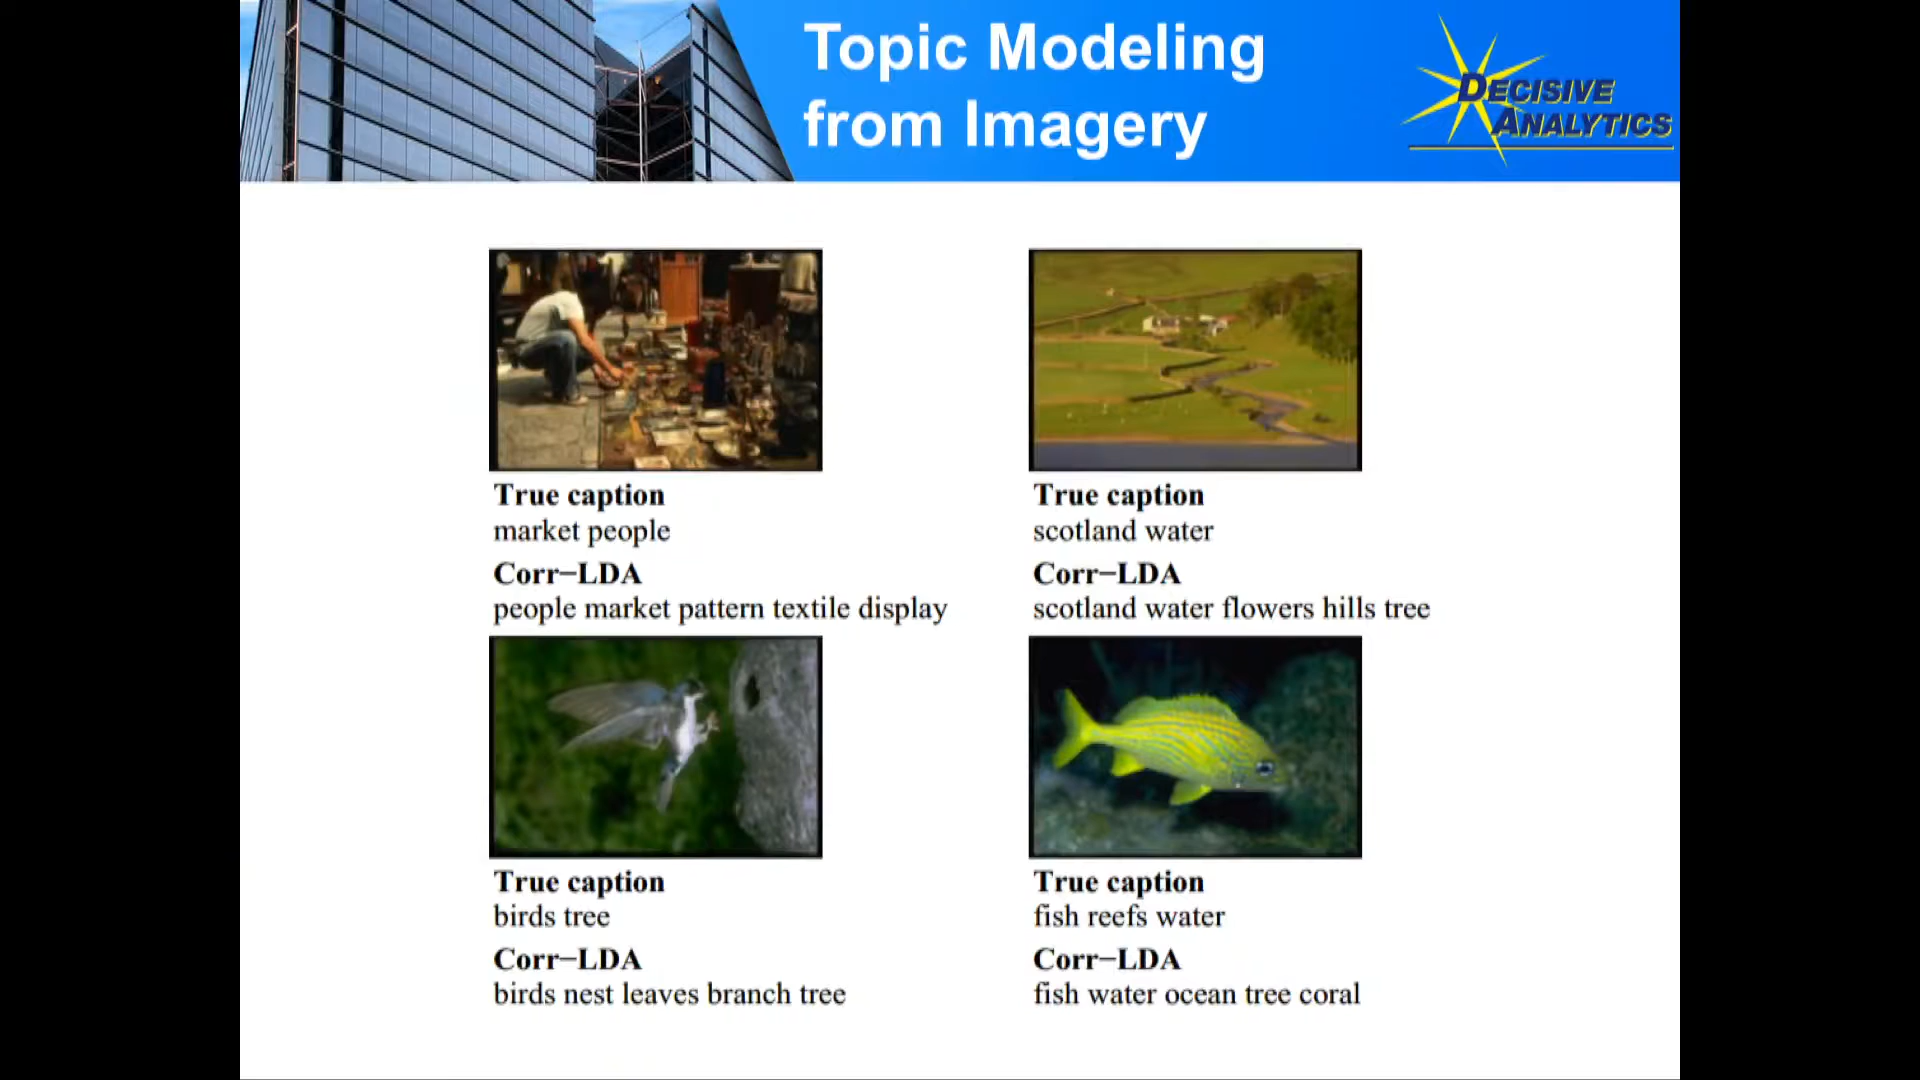 Topic Modeling
from Imagery
DECISIVE
ANALYTICS
True caption
market people
Corr−LDA
people market pattern textile display
True caption
scotland water
Corr−LDA
scotland water flowers hills tree
True caption
birds tree
Corr−LDA
birds nest leaves branch tree
True caption
fish reefs water
Corr−LDA
fish water ocean tree coral